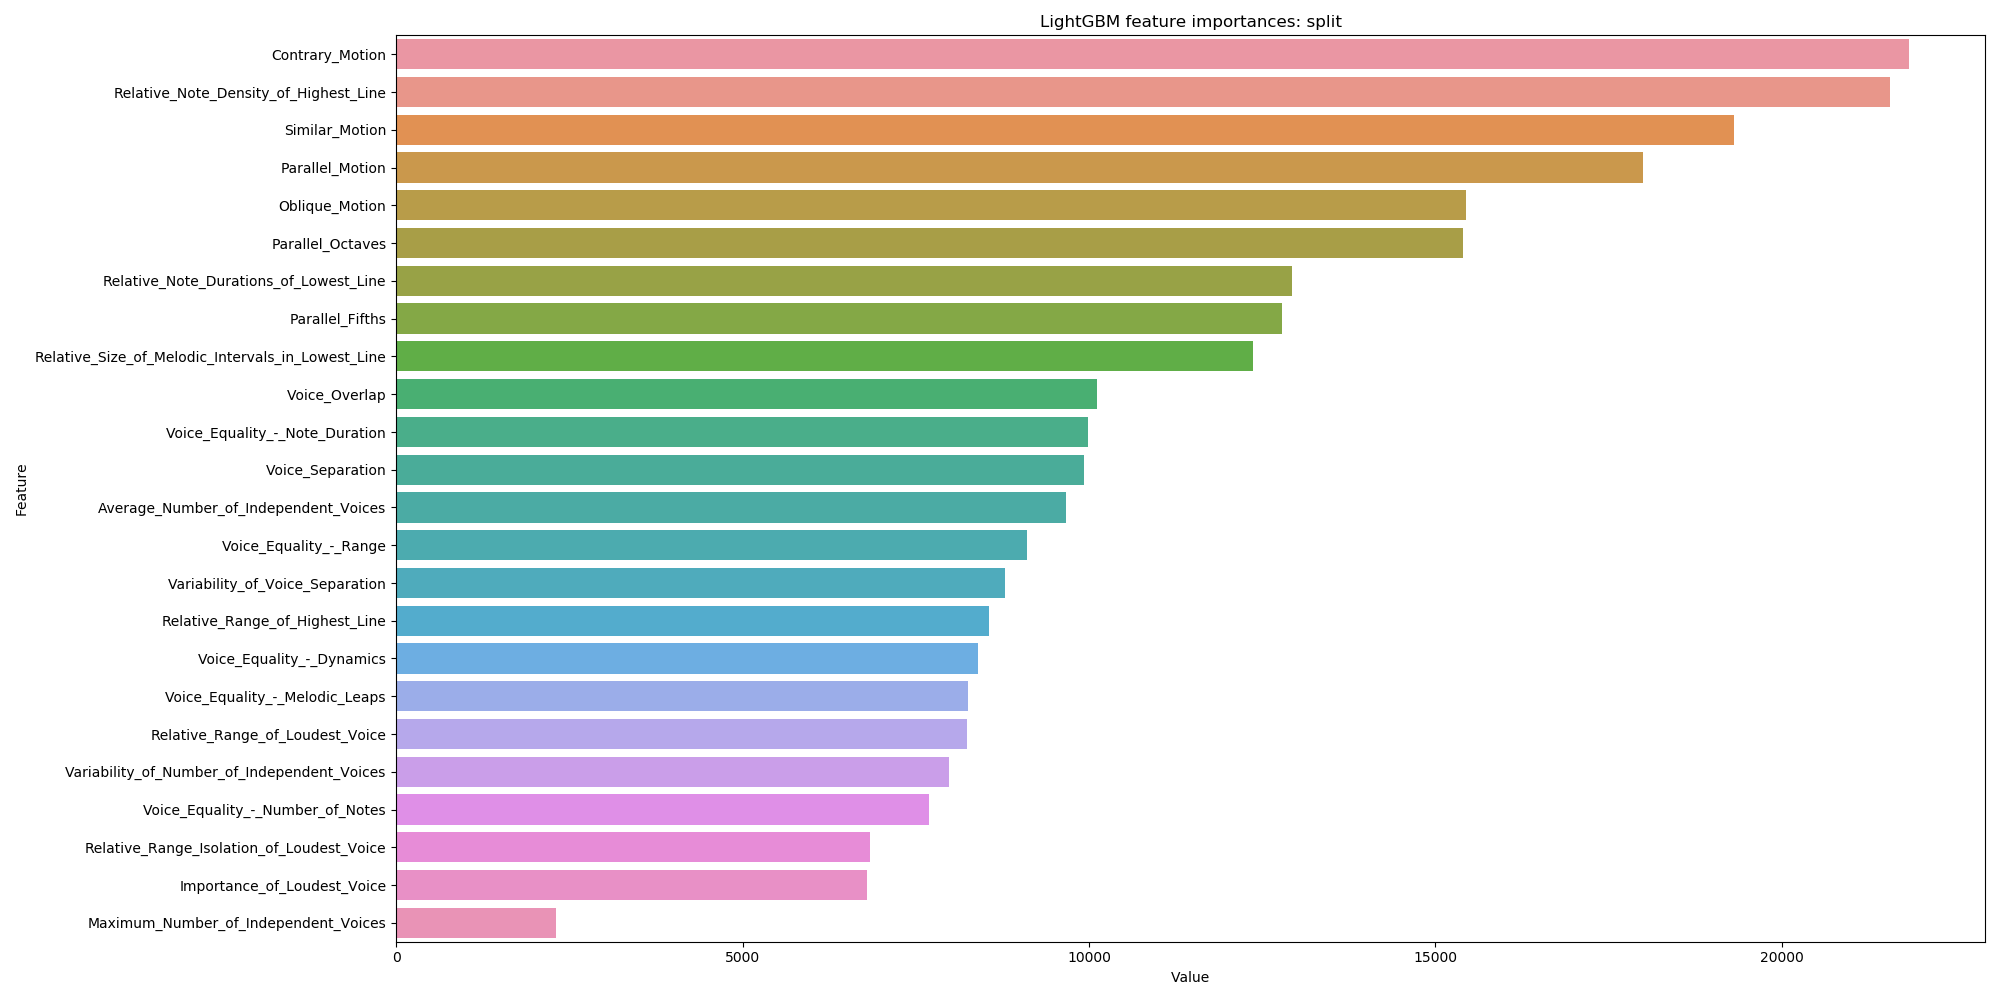 LightGBM feature importances: split
Contrary_Motion
Relative_Note_Density_of_Highest_Line
Similar_Motion
Parallel_Motion
Oblique_Motion
Parallel_Octaves
Relative_Note_Durations_of_Lowest_Line
Parallel_Fifths
Relative_Size_of_Melodic_Intervals_in_Lowest_Line
Voice_Overlap
Voice_Equality_-_Note_Duration
Voice_Separation
Average_Number_of_Independent_Voices
Voice_Equality_-_Range
Variability_of_Voice_Separation
Relative_Range_of_Highest_Line
Voice_Equality_-_Dynamics
Voice_Equality_-_Melodic_Leaps
Relative_Range_of_Loudest_Voice
Variability_of_Number_of_Independent_Voices
Voice_Equality_-_Number_of_Notes
Relative_Range_Isolation_of_Loudest_Voice
Importance_of_Loudest_Voice
Maximum_Number_of_Independent_Voices
Feature
0 5000 10000 15000 20000
Value